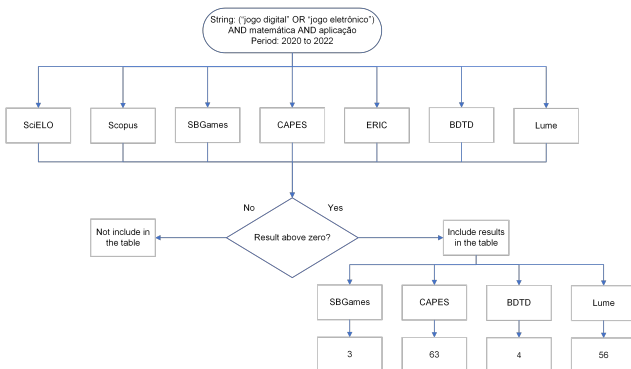 String: (“jogo digital” OR “jogo eletrônico”)
AND matemática AND aplicação
Period: 2020 to 2022
SciELO
Scopus
SBGames
CAPES
ERIC
BDTD
Lume
No
Yes
Not include in
the table
Result above zero?
Include results
in the table
SBGames
CAPES
BDTD
Lume
3
63
4
56